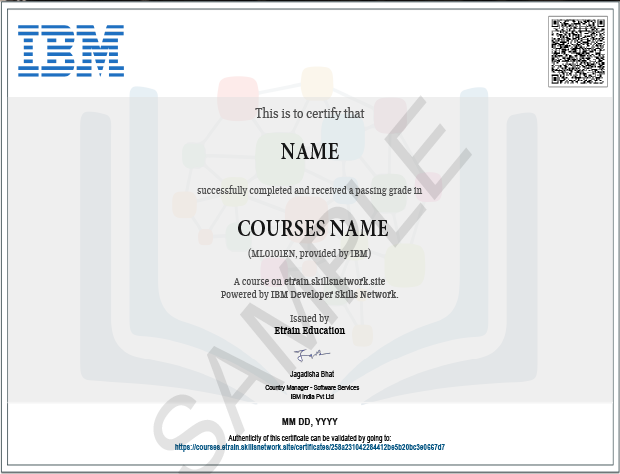 IBM
This is to certify that
NAME
successfully completed and received a passing grade in
COURSES NAME
(ML0101EN, provided by IBM)
A course on etrain.skillsnetwork.site
Powered by IBM Developer Skills Network.
Issued by
Etrain Education
Jagadisha Bhat
Country Manager - Software Services
IBM India Pvt Ltd
SAMPLE
MM DD, YYYY
Authenticity of this certificate can be validated by going to:
https://courses.etrain.skillsnetwork.site/certificates/258a231042284412be5b20bc3e0667d7